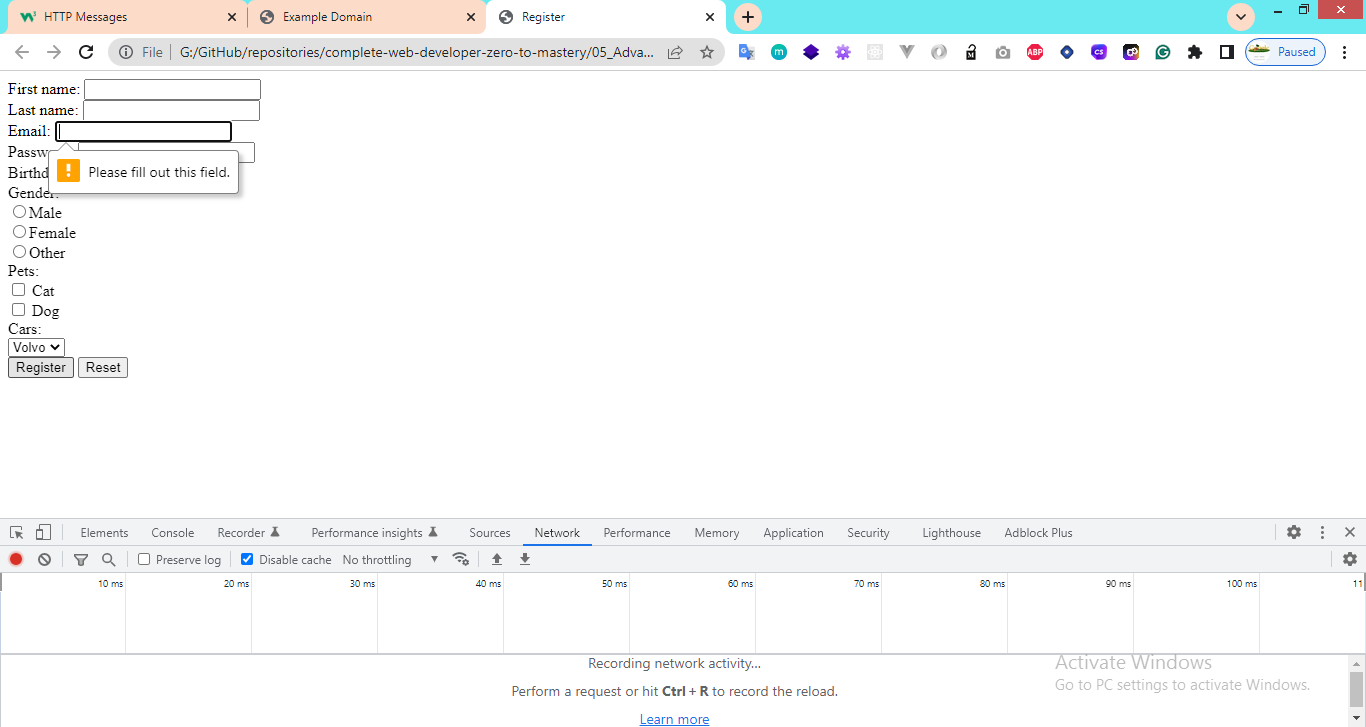 HTTP Messages
Example Domain
Register
File G:/GitHub/repositories/complete-web-developer-zero-to-mastery/05_Adva...
ABP
Paused
First name:
Last name:
Email:
Passw
Please fill out this field.
Birthd
Gender:
Male
Female
Other
Pets:
Cat
Dog
Cars:
Volvo
Register Reset
Elements Console Recorder Performance insights Sources Network Performance Memory Application Security Lighthouse Adblock Plus
Preserve log Disable cache No throttling
10 ms 20 ms 30 ms 40 ms 50 ms 60 ms 70 ms 80 ms 90 ms 100 ms 11
Recording network activity...
Perform a request or hit Ctrl + R to record the reload.
Learn more
Activate Windows
Go to PC settings to activate Windows.